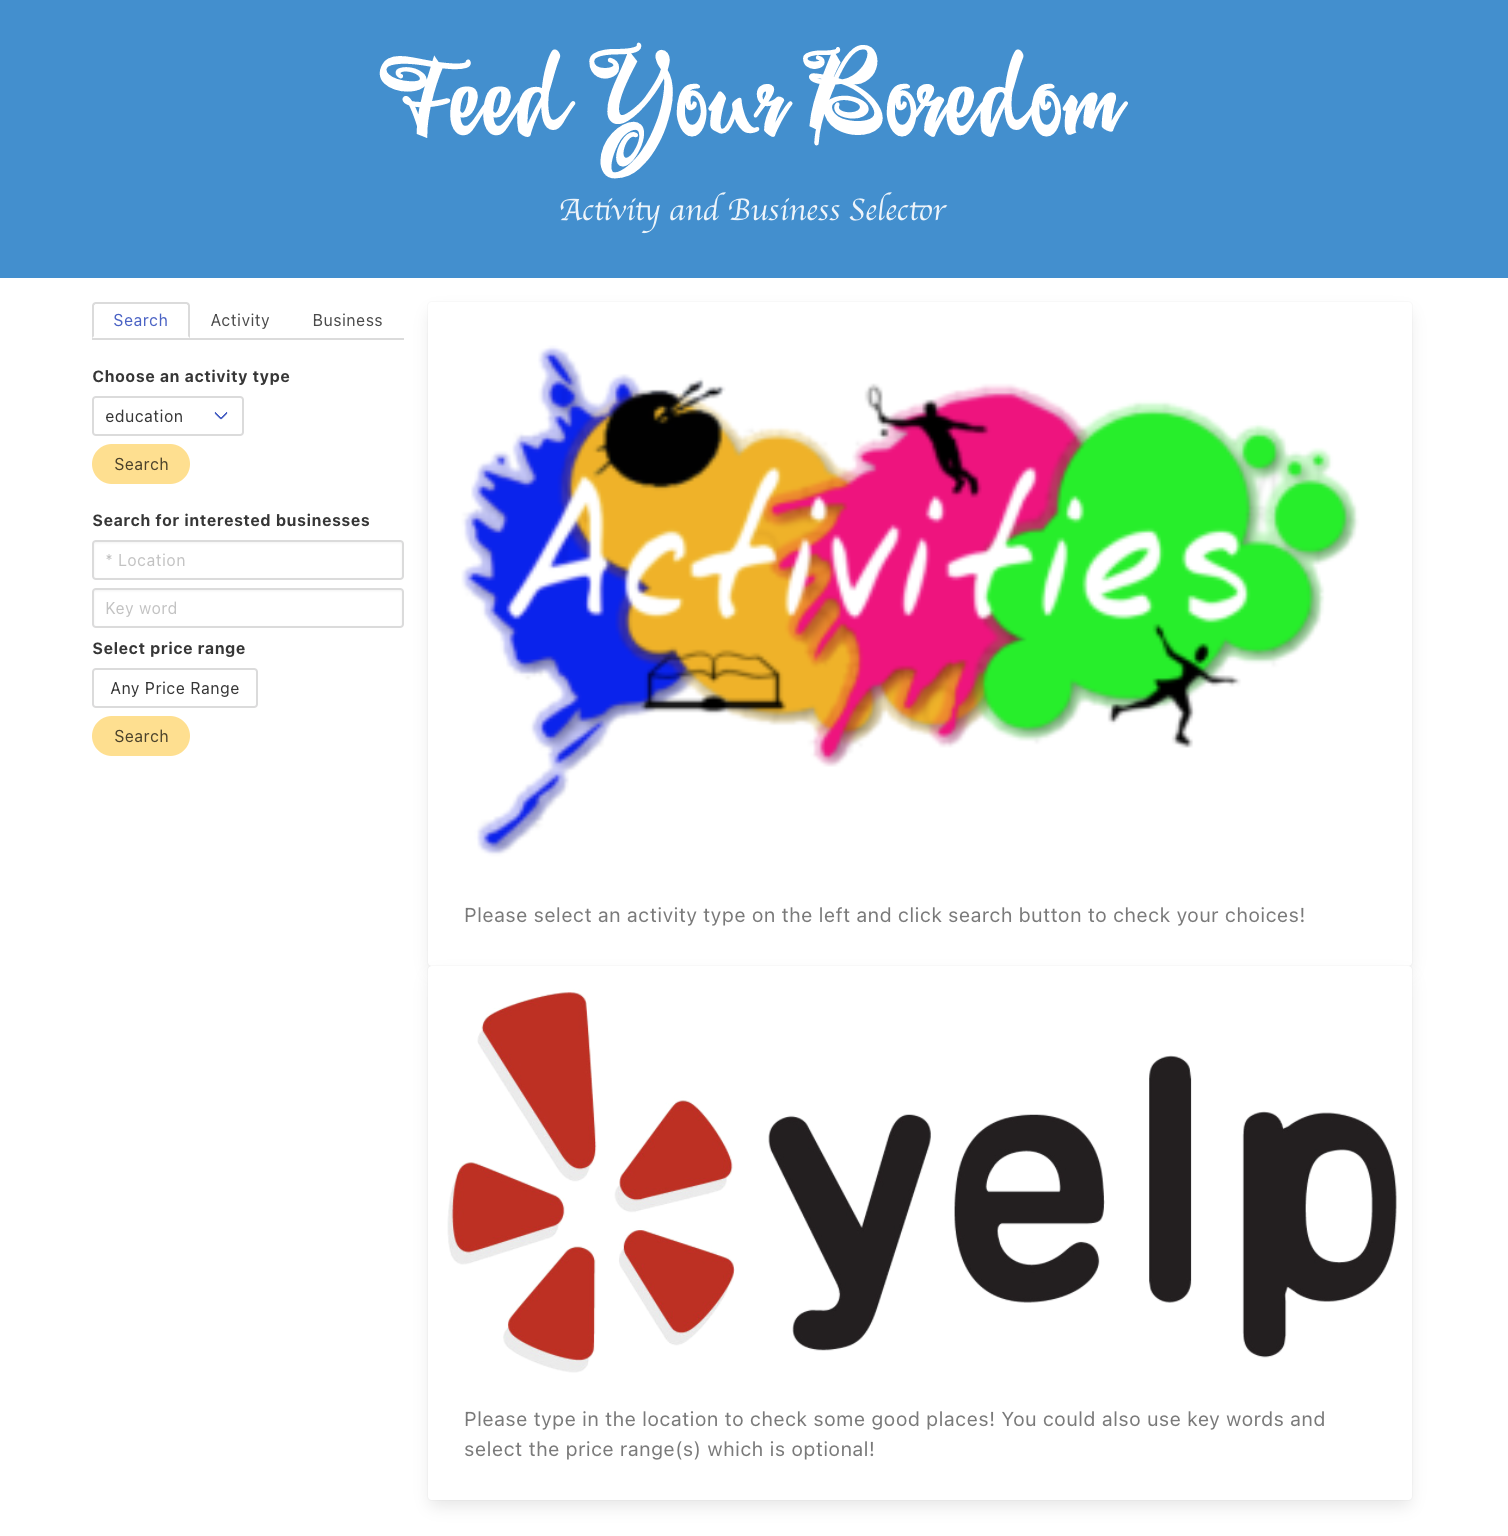 Feed Your Boredom
Activity and Business Selector
Search
Activity
Business
Choose an activity type
education
Search
Search for interested businesses
* Location
Key word
Select price range
Any Price Range
Search
Activities
Please select an activity type on the left and click search button to check your choices!
yelp
Please type in the location to check some good places! You could also use key words and
select the price range(s) which is optional!